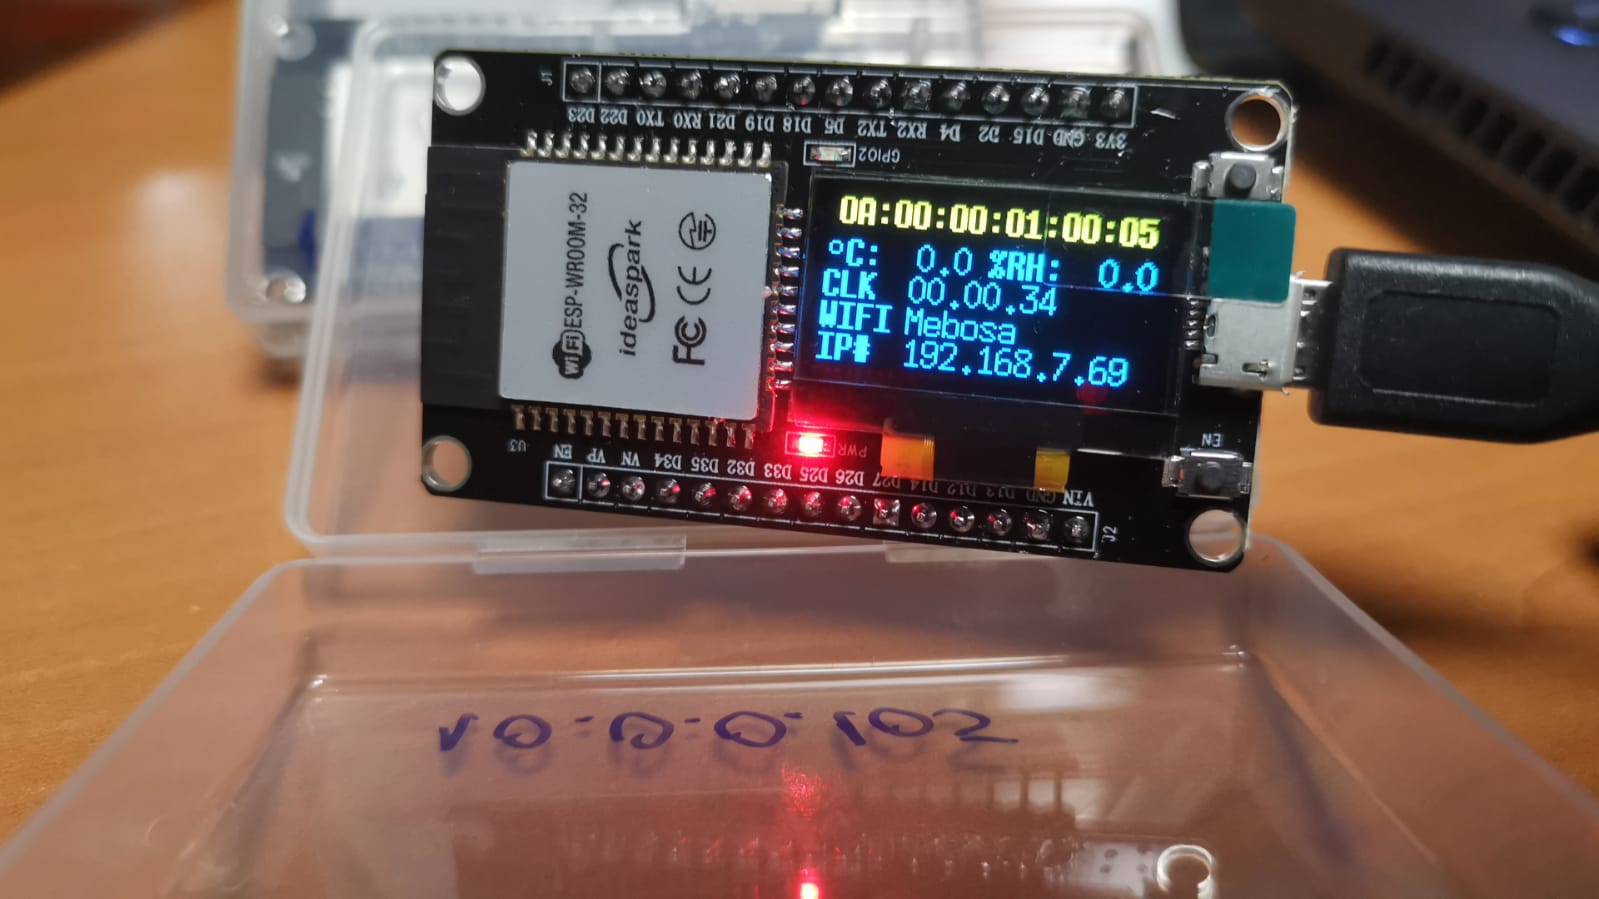 J1
D23 D22 TX0 RX0 D21 D19 D18 D5 TX2 RX2 D4 D2 D15 GND 3V3
GPIO2
WiFi ESP-WROOM-32
ideaspark
FC CE
0A:00:00:01:00:05
°C: 0.0 %RH: 0.0
CLK 00.00.34
WIFI Mebosa
IP# 192.168.7.69
PWR
EN
U3
EN VP VN D34 D35 D32 D33 D25 D26 D27 D14 D12 D13 GND VIN
J2
10:0:0:102